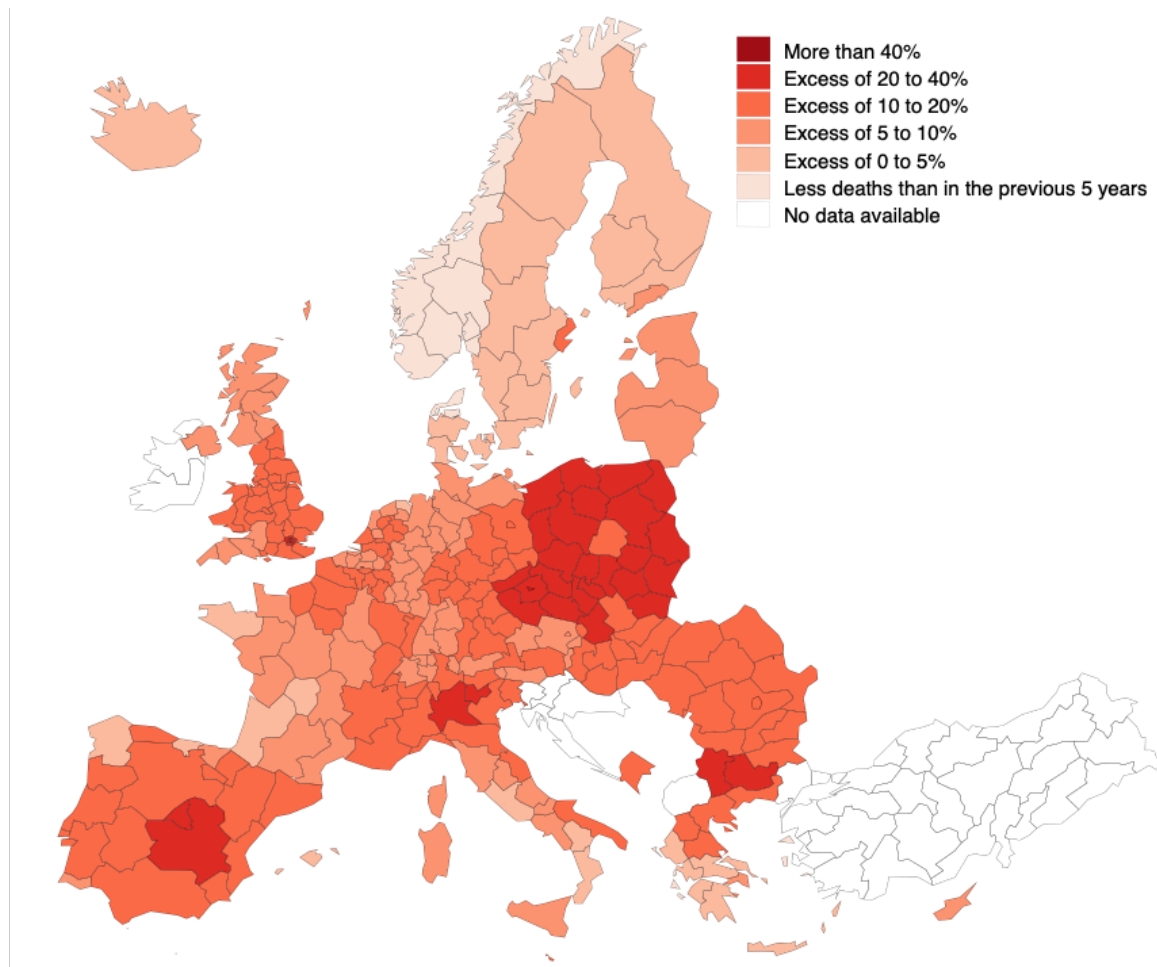 More than 40%
Excess of 20 to 40%
Excess of 10 to 20%
Excess of 5 to 10%
Excess of 0 to 5%
Less deaths than in the previous 5 years
No data available